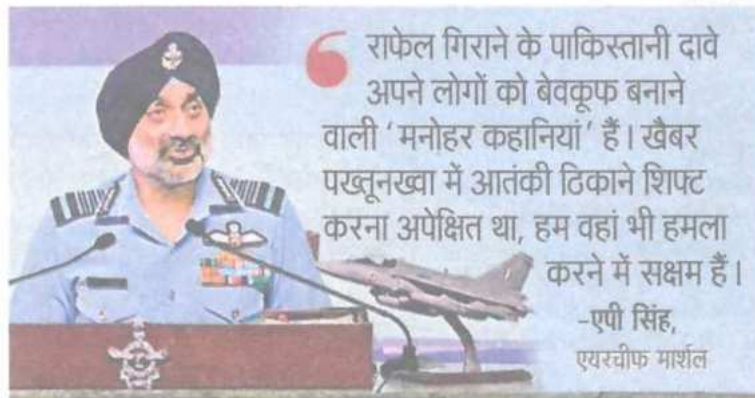 राफेल गिराने के पाकिस्तानी दावे
अपने लोगों को बेवकूफ बनाने
वाली ‘मनोहर कहानियां’ हैं। खैबर
पख्तूनख्वा में आतंकी ठिकाने शिफ्ट
करना अपेक्षित था, हम वहां भी हमला
करने में सक्षम हैं।
-एपी सिंह,
एयरचीफ मार्शल